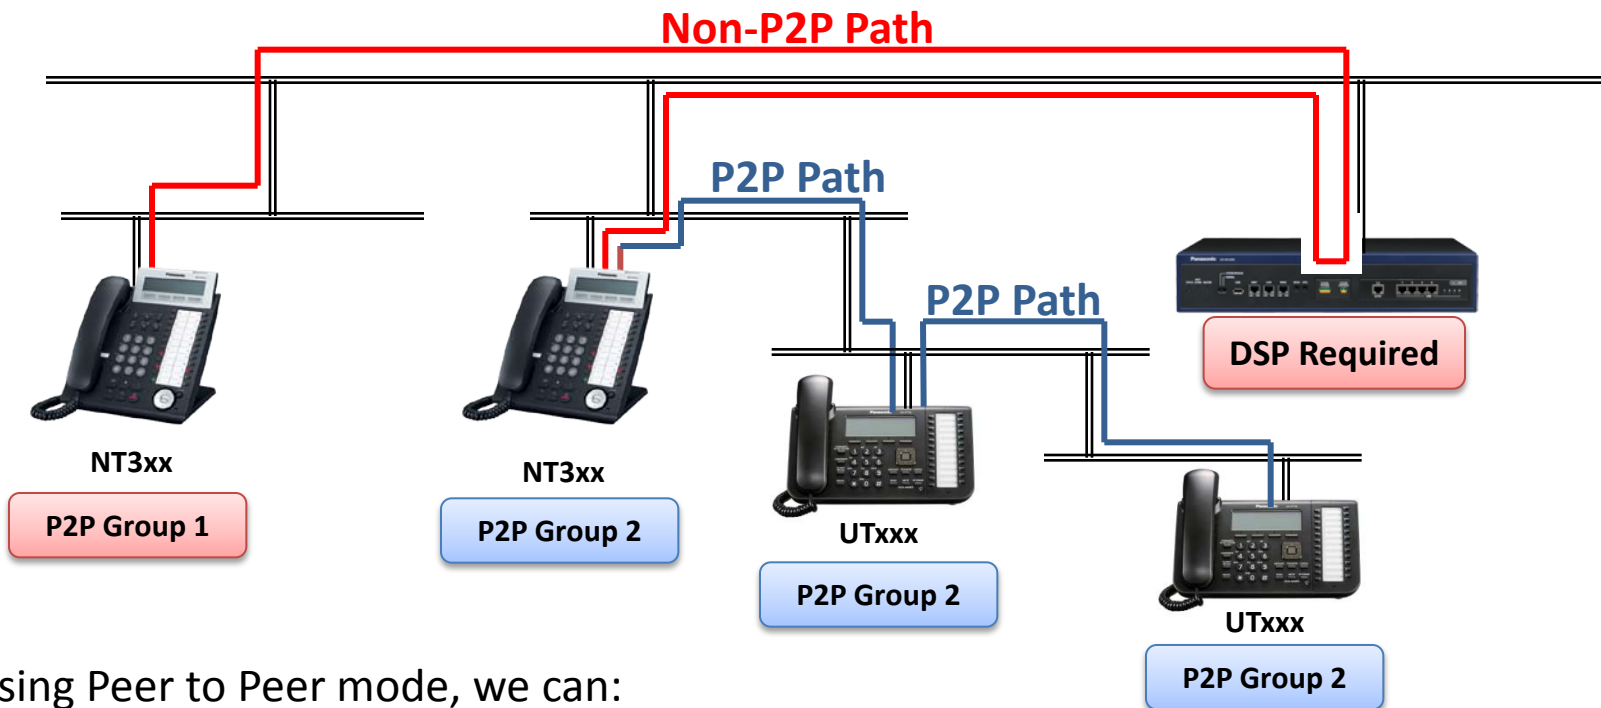 Non-P2P Path
P2P Path
P2P Path
Panasonic
DSP Required
NT3xx
NT3xx
P2P Group 1
P2P Group 2
UTxxx
P2P Group 2
UTxxx
P2P Group 2
sing Peer to Peer mode, we can: